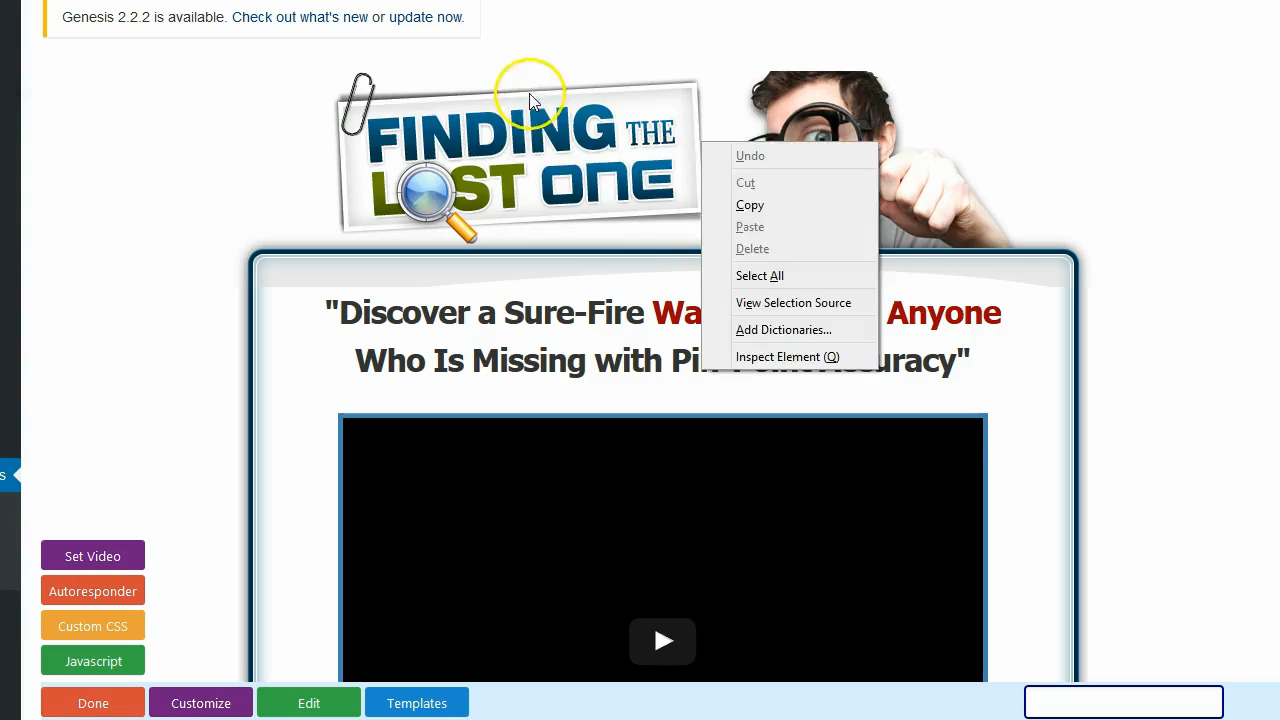 Genesis 2.2.2 is available. Check out what's new or update now.
FINDING THE
LOST ONE
Undo
Cut
Copy
Paste
Delete
Select All
View Selection Source
Add Dictionaries...
Inspect Element (Q)
"Discover a Sure-Fire Wa Anyone
Who Is Missing with Pi Accuracy"
s
Set Video
Autoresponder
Custom CSS
Javascript
Done
Customize
Edit
Templates